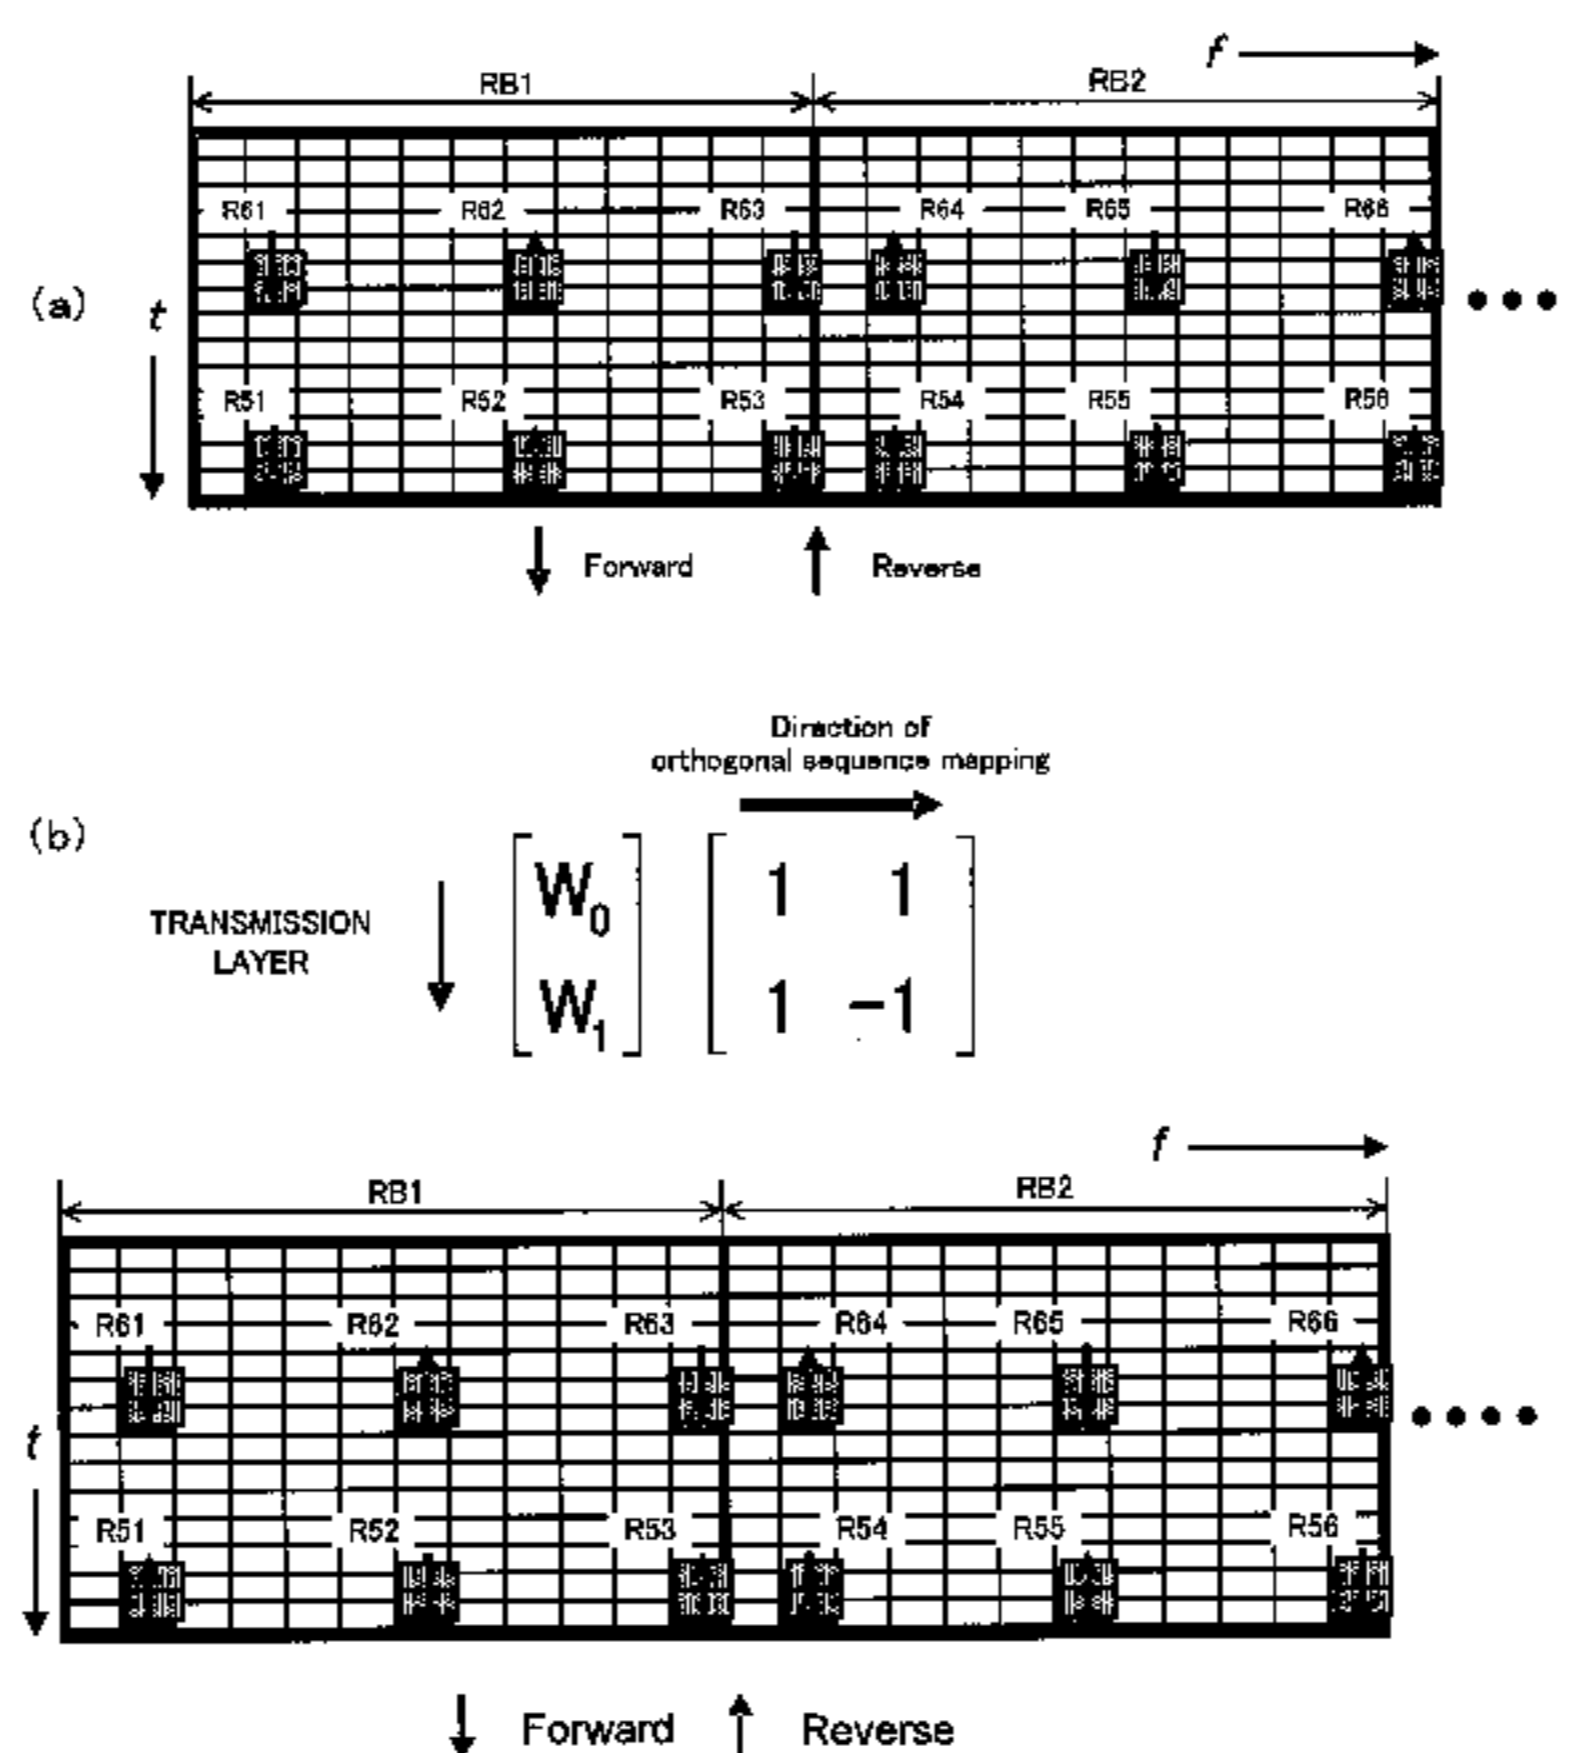 f
RB1 RB2
R61 R62 R63 R64 R65 R66
(a) t
R51 R52 R53 R54 R55 R56
Forward Reverse
Direction of
orthogonal sequence mapping
(b)
W0 1 1
TRANSMISSION
LAYER
W1 1 -1
f
RB1 RB2
R61 R62 R63 R64 R65 R66
t
R51 R52 R53 R54 R55 R56
Forward Reverse